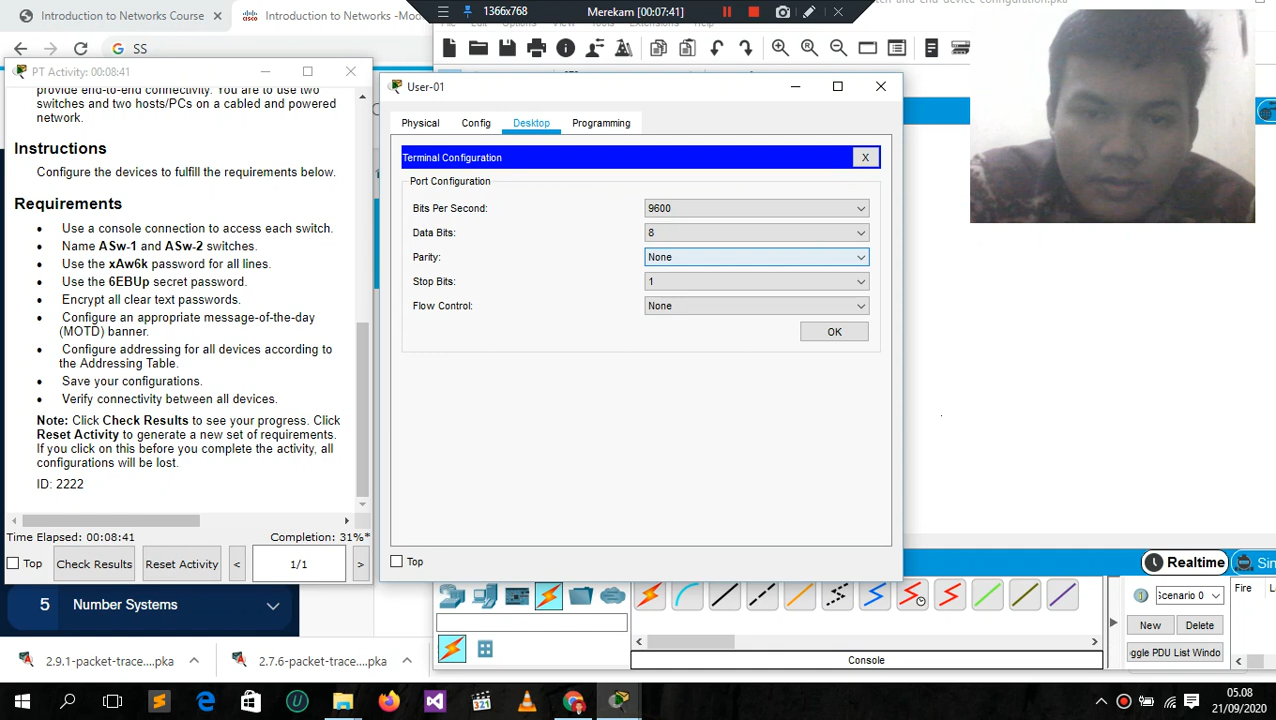 Introduction to Networks Course
Introduction to Networks -Mod
1366x768
Merekam [00:07:41]
SS
PT Activity: 00:08:41
User-01
provide end-to-end connectivity. You are to use two
switches and two hosts/PCs on a cabled and powered
network.
Instructions
Configure the devices to fulfill the requirements below.
Requirements
Use a console connection to access each switch.
Name ASw-1 and ASw-2 switches.
Use the xAw6k password for all lines.
Use the 6EBUp secret password.
Encrypt all clear text passwords.
Configure an appropriate message-of-the-day
(MOTD) banner.
Configure addressing for all devices according to
the Addressing Table.
Save your configurations.
Verify connectivity between all devices.
Note: Click Check Results to see your progress. Click
Reset Activity to generate a new set of requirements.
If you click on this before you complete the activity, all
configurations will be lost.
ID: 2222
Time Elapsed: 00:08:41
Completion: 31%*
Top
Check Results
Reset Activity
<
1/1
>
Physical
Config
Desktop
Programming
Terminal Configuration
X
Port Configuration
Bits Per Second:
9600
Data Bits:
8
Parity:
None
Stop Bits:
1
Flow Control:
None
OK
Top
Realtime
Sin
Scenario 0
Fire
New
Delete
ggle PDU List Windo
Console
5 Number Systems
2.9.1-packet-trace....pka
2.7.6-packet-trace....pka
321
05.08
21/09/2020